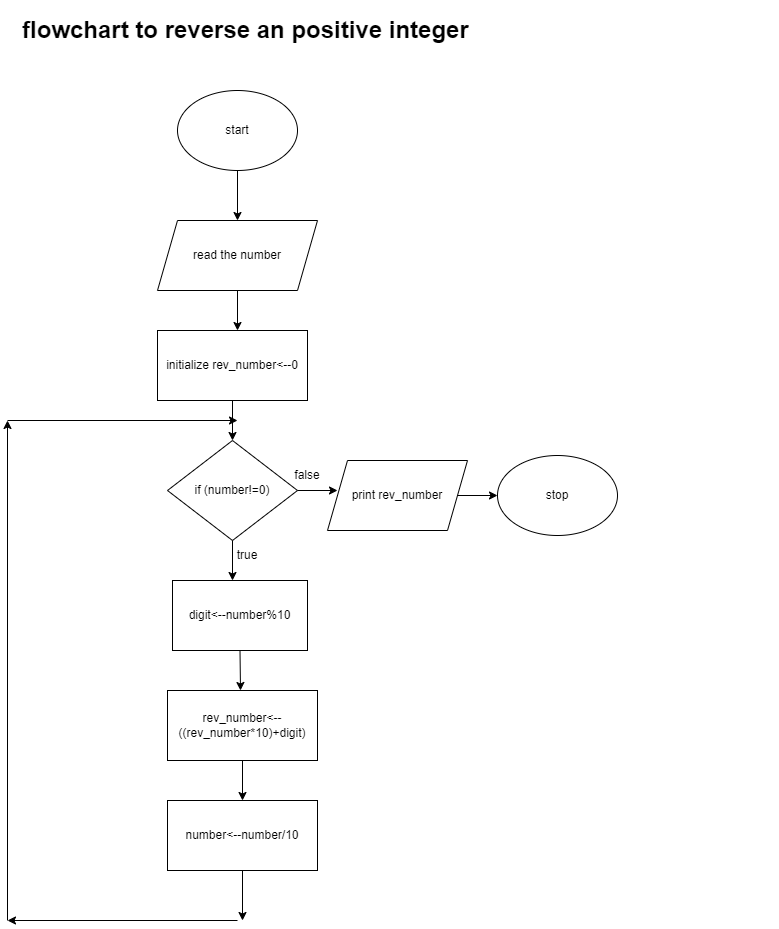 flowchart to reverse an positive integer
start
read the number
initialize rev_number<--0
if (number!=0)
false
print rev_number
stop
true
digit<--number%10
rev_number<--
((rev_number*10)+digit)
number<--number/10